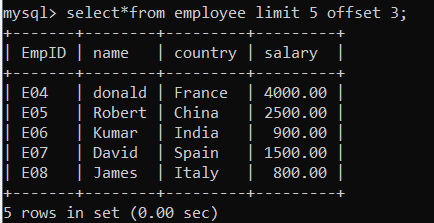 mysql> select*from employee limit 5 offset 3;
+-------+--------+---------+---------+
| EmpID | name   | country | salary  |
+-------+--------+---------+---------+
| E04   | donald | France  | 4000.00 |
| E05   | Robert | China   | 2500.00 |
| E06   | Kumar  | India   |  900.00 |
| E07   | David  | Spain   | 1500.00 |
| E08   | James  | Italy   |  800.00 |
+-------+--------+---------+---------+
5 rows in set (0.00 sec)